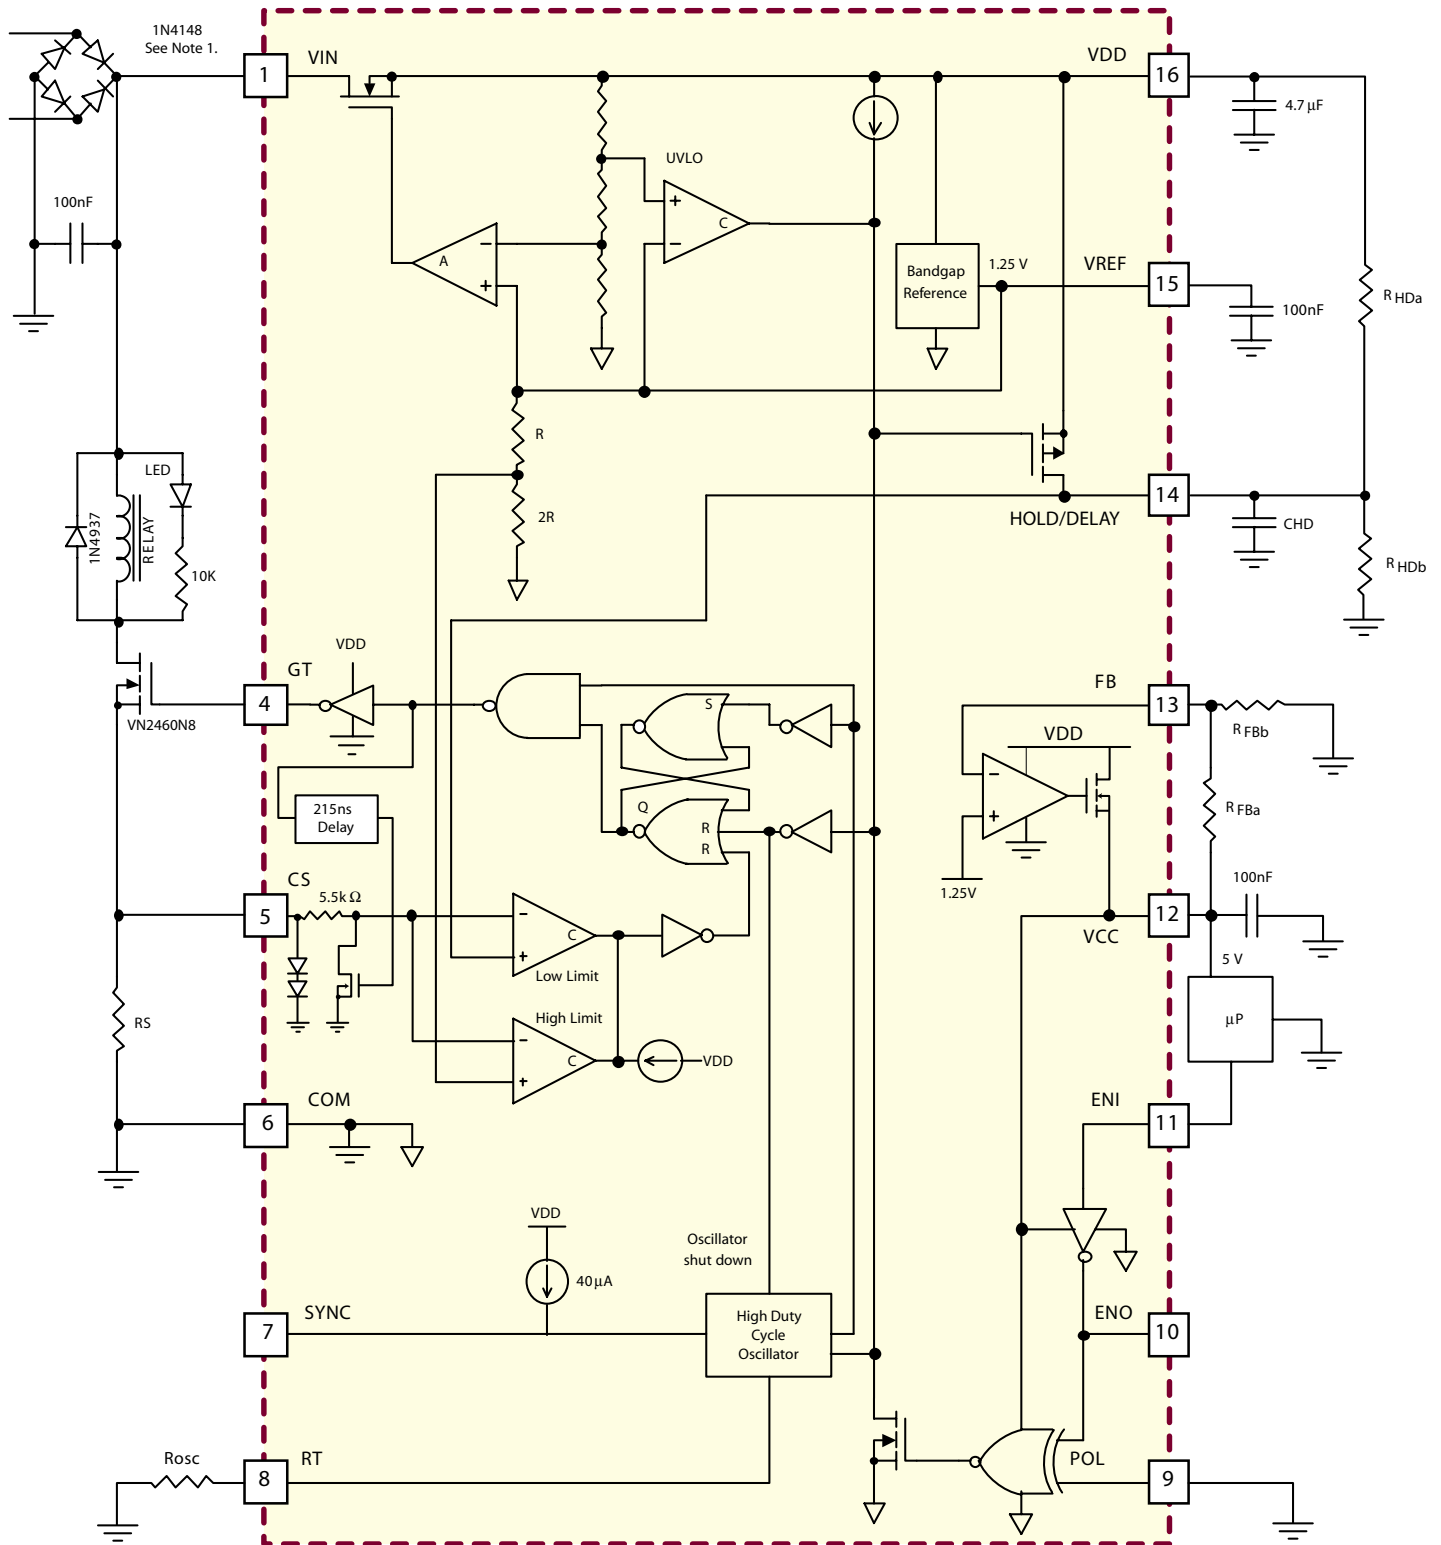 1N4148
See Note 1.
1
VIN
VDD
16
4.7 µF
UVLO
C
100nF
A
Bandgap
Reference
1.25 V
VREF
15
100nF
R HDa
R
2R
HOLD/DELAY
14
CHD
R HDb
LED
1N4937
RELAY
10K
VDD
GT
4
VN2460N8
S
Q
R
R
FB
13
R FBb
VDD
R FBa
1.25V
215ns
Delay
CS
5
5.5k Ω
C
Low Limit
High Limit
C
VDD
VCC
12
100nF
5 V
µP
RS
COM
6
ENI
11
VDD
40µA
Oscillator
shut down
SYNC
7
High Duty
Cycle
Oscillator
ENO
10
Rosc
RT
8
POL
9